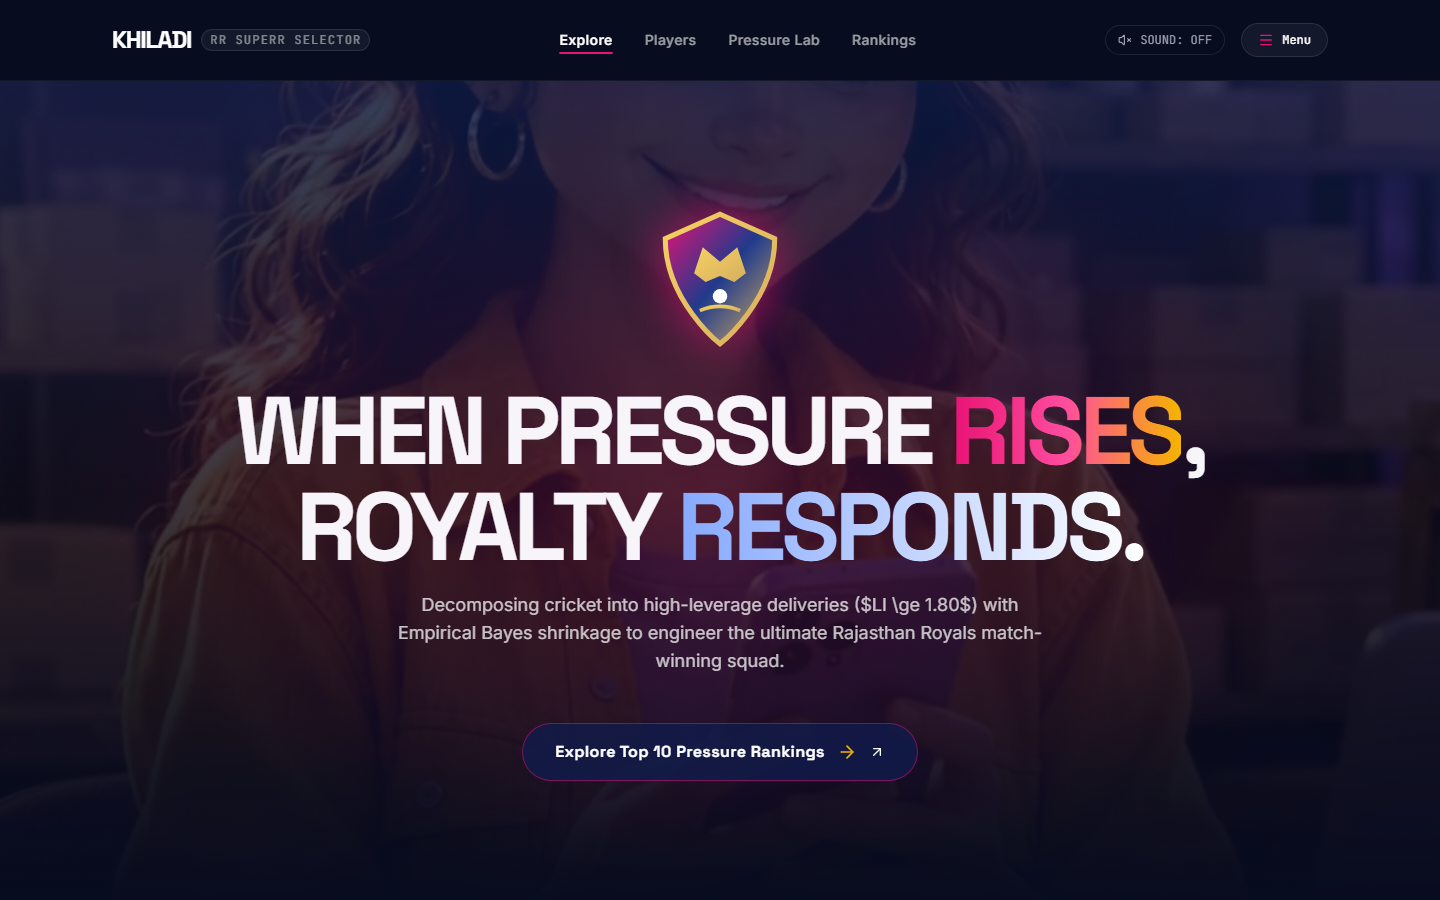 KHILADI
RR SUPERR SELECTOR
Explore
Players
Pressure Lab
Rankings
SOUND: OFF
Menu
WHEN PRESSURE RISES,
ROYALTY RESPONDS.
Decomposing cricket into high-leverage deliveries ($LI \ge 1.80$) with
Empirical Bayes shrinkage to engineer the ultimate Rajasthan Royals match-
winning squad.
Explore Top 10 Pressure Rankings